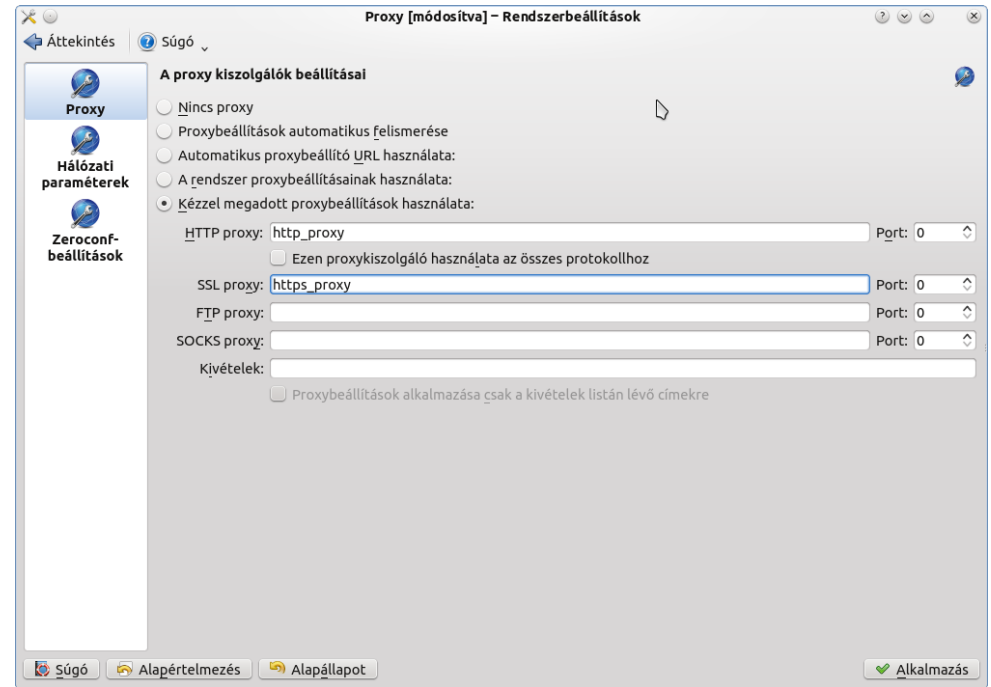 Proxy [módosítva] – Rendszerbeállítások
Áttekintés
Súgó
Proxy
Hálózati
paraméterek
Zeroconf-
beállítások
A proxy kiszolgálók beállításai
Nincs proxy
Proxybeállítások automatikus felismerése
Automatikus proxybeállító URL használata:
A rendszer proxybeállításainak használata:
Kézzel megadott proxybeállítások használata:
HTTP proxy: http_proxy Port: 0
Ezen proxykiszolgáló használata az összes protokollhoz
SSL proxy: https_proxy Port: 0
FTP proxy: Port: 0
SOCKS proxy: Port: 0
Kivételek:
Proxybeállítások alkalmazása csak a kivételek listán lévő címekre
Súgó
Alapértelmezés
Alapállapot
Alkalmazás